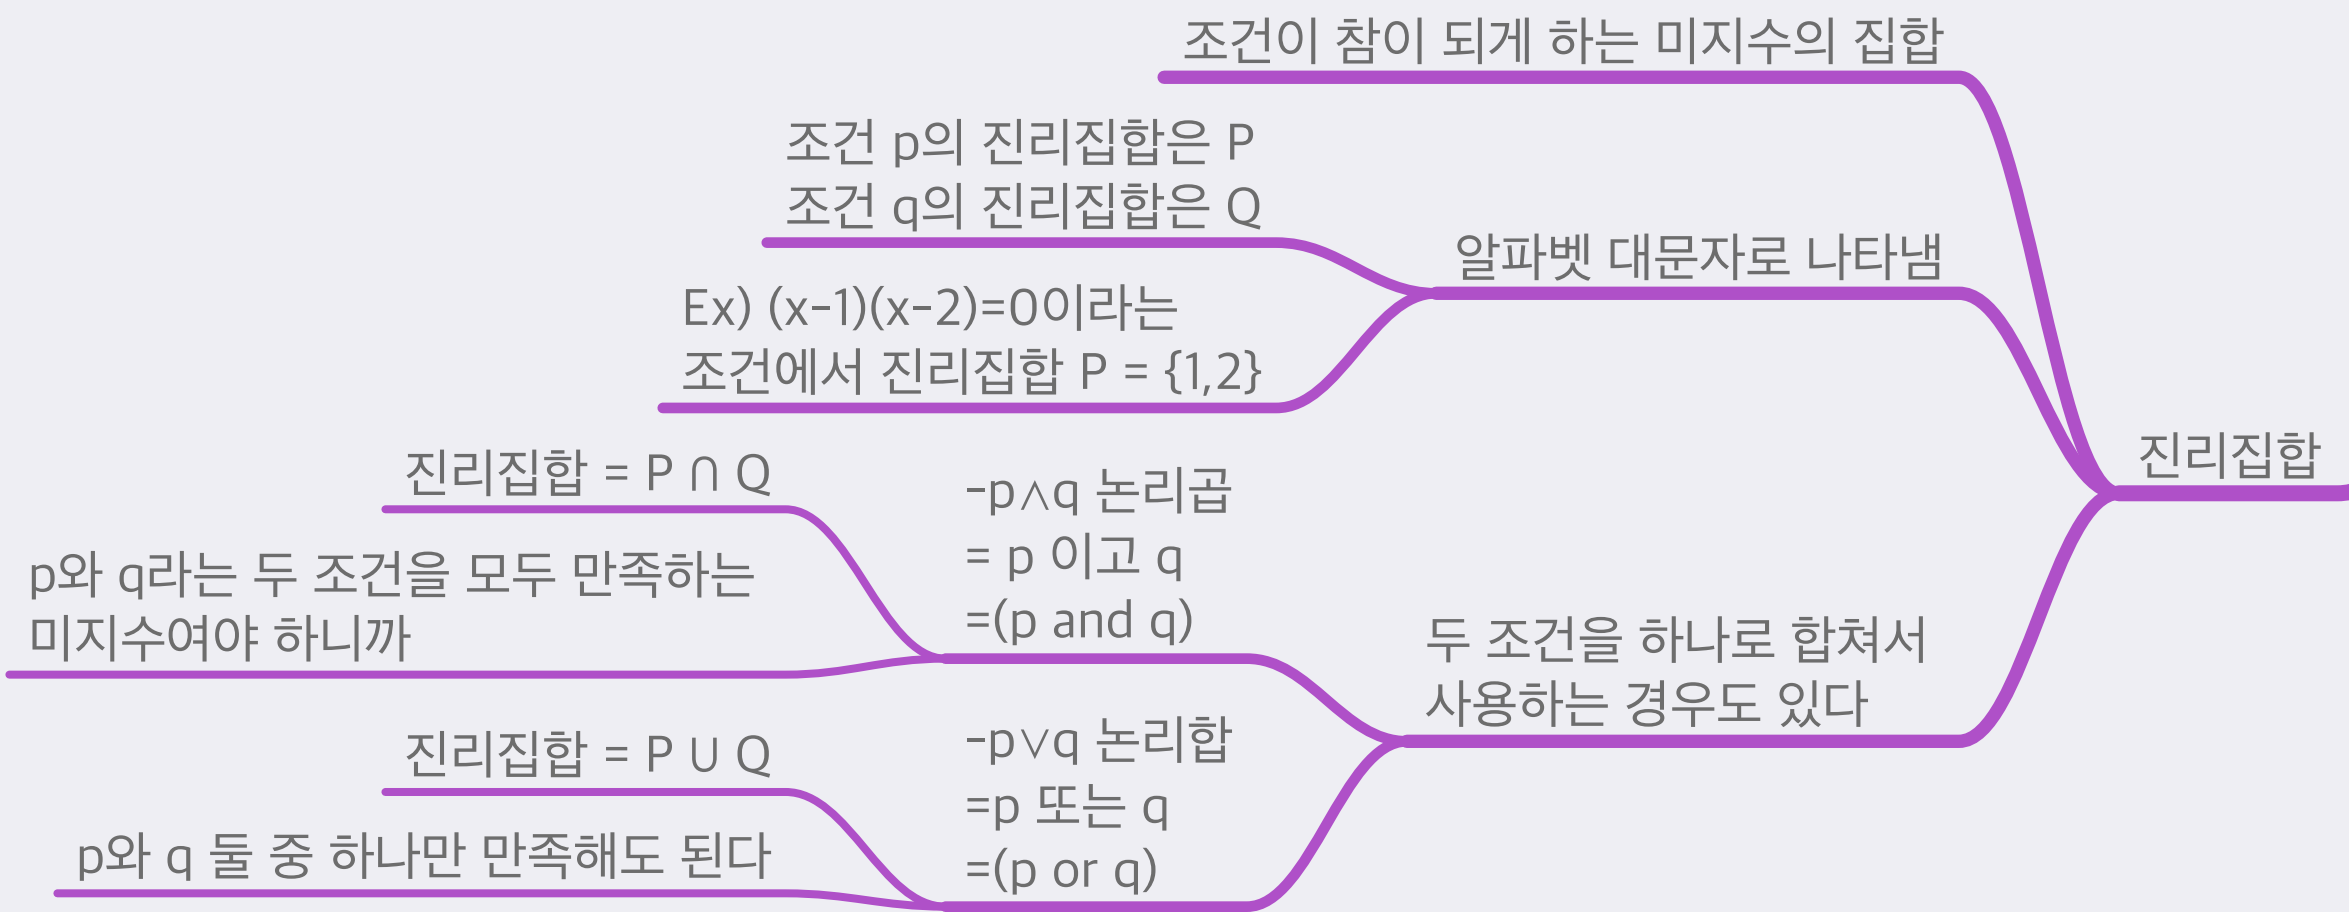 조건이 참이 되게 하는 미지수의 집합
조건 p의 진리집합은 P
조건 q의 진리집합은 Q
알파벳 대문자로 나타냄
Ex) (x-1)(x-2)=0이라는
조건에서 진리집합 P = {1,2}
진리집합
진리집합 = P ∩ Q
-p∧q 논리곱
= p 이고 q
=(p and q)
p와 q라는 두 조건을 모두 만족하는
미지수여야 하니까
두 조건을 하나로 합쳐서
사용하는 경우도 있다
진리집합 = P ∪ Q
-p∨q 논리합
=p 또는 q
=(p or q)
p와 q 둘 중 하나만 만족해도 된다